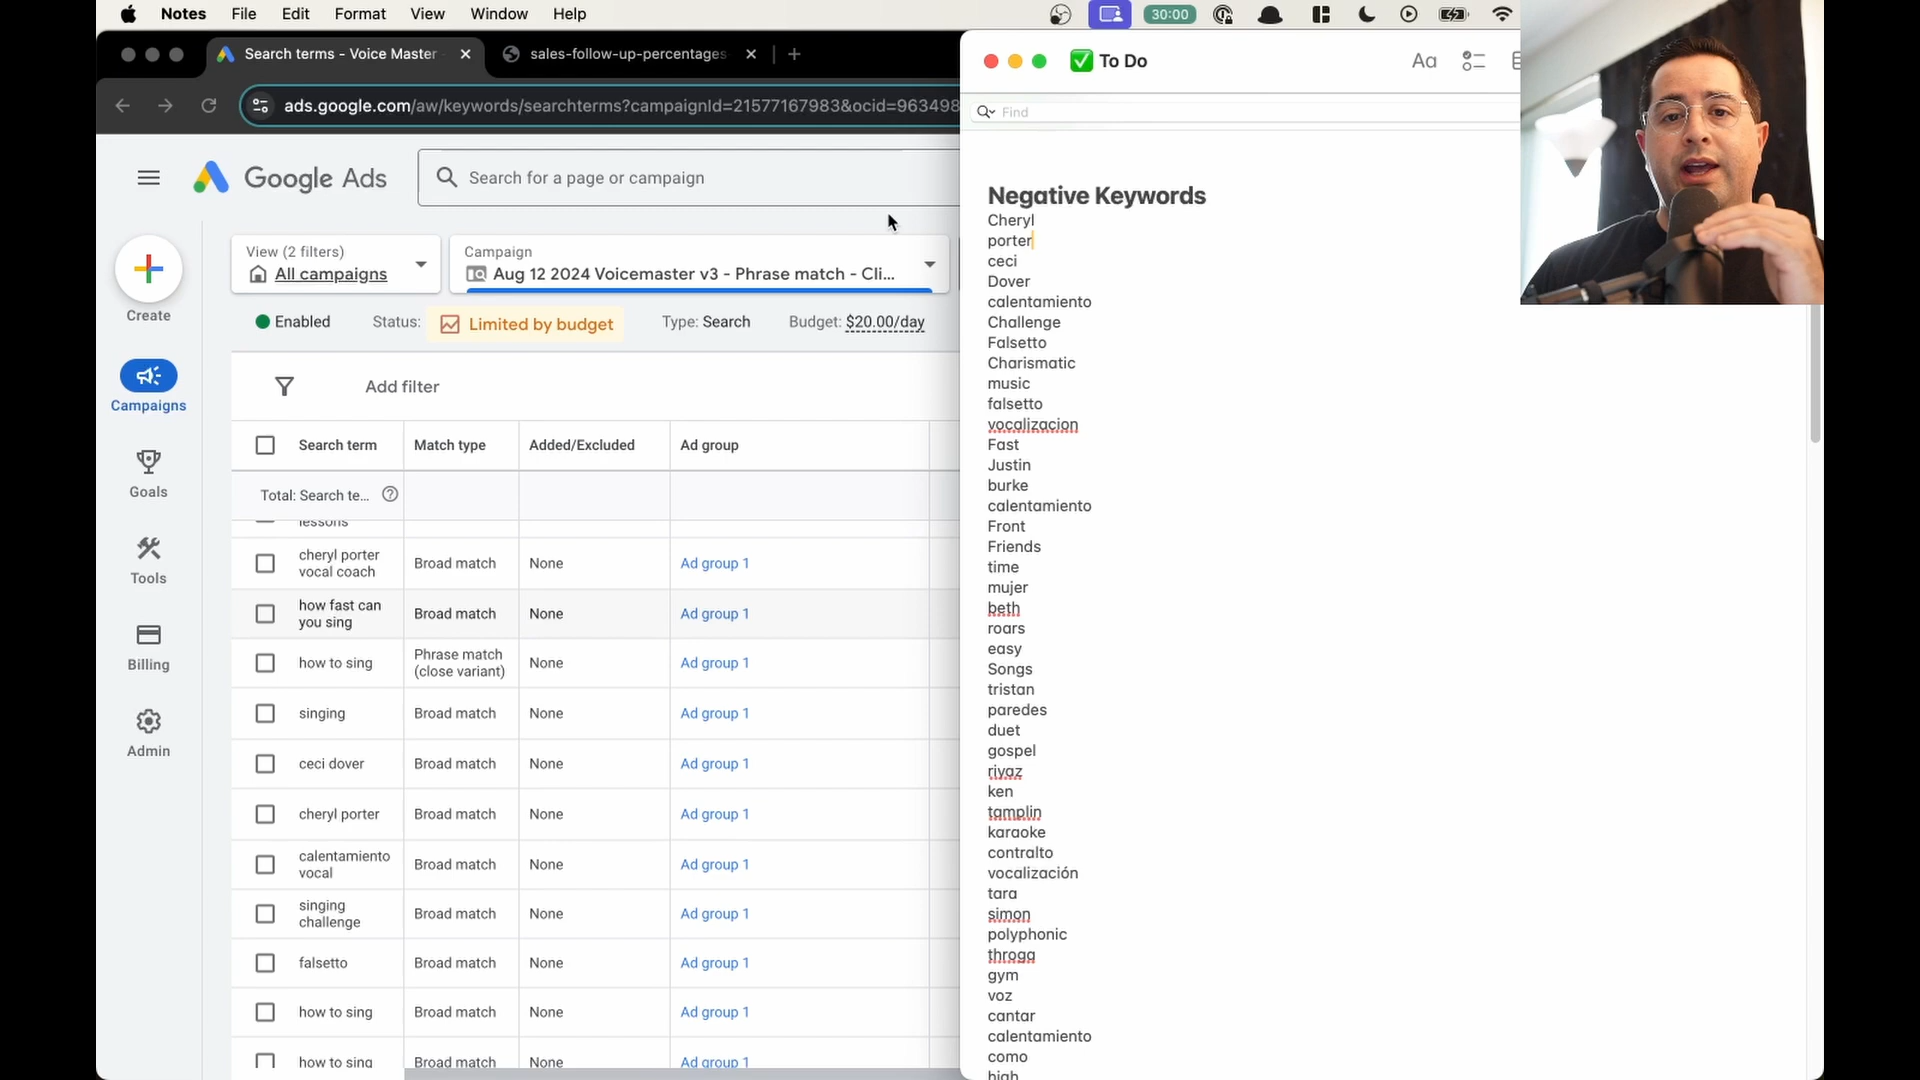 Notes File Edit Format View Window Help
30:00
Search terms - Voice Master
sales-follow-up-percentages
ads.google.com/aw/keywords/searchterms?campaignId=21577167983&ocid=963498
Google Ads
Search for a page or campaign
Create
Campaigns
Goals
Tools
Billing
Admin
View (2 filters)
All campaigns
Campaign
Aug 12 2024 Voicemaster v3 - Phrase match - Cli...
Enabled Status: Limited by budget Type: Search Budget: $20.00/day
Add filter
Search term Match type Added/Excluded Ad group
Total: Search te...
lessons
cheryl porter
vocal coach
Broad match None Ad group 1
how fast can
you sing
Broad match None Ad group 1
how to sing
Phrase match
(close variant)
None Ad group 1
singing Broad match None Ad group 1
ceci dover Broad match None Ad group 1
cheryl porter Broad match None Ad group 1
calentamiento
vocal
Broad match None Ad group 1
singing
challenge
Broad match None Ad group 1
falsetto Broad match None Ad group 1
how to sing Broad match None Ad group 1
how to sing Broad match None Ad group 1
✅ To Do
Aa
Find
Negative Keywords
Cheryl
porter
ceci
Dover
calentamiento
Challenge
Falsetto
Charismatic
music
falsetto
vocalizacion
Fast
Justin
burke
calentamiento
Front
Friends
time
mujer
beth
roars
easy
Songs
tristan
paredes
duet
gospel
riyaz
ken
tamplin
karaoke
contralto
vocalización
tara
simon
polyphonic
throga
gym
voz
cantar
calentamiento
como
high